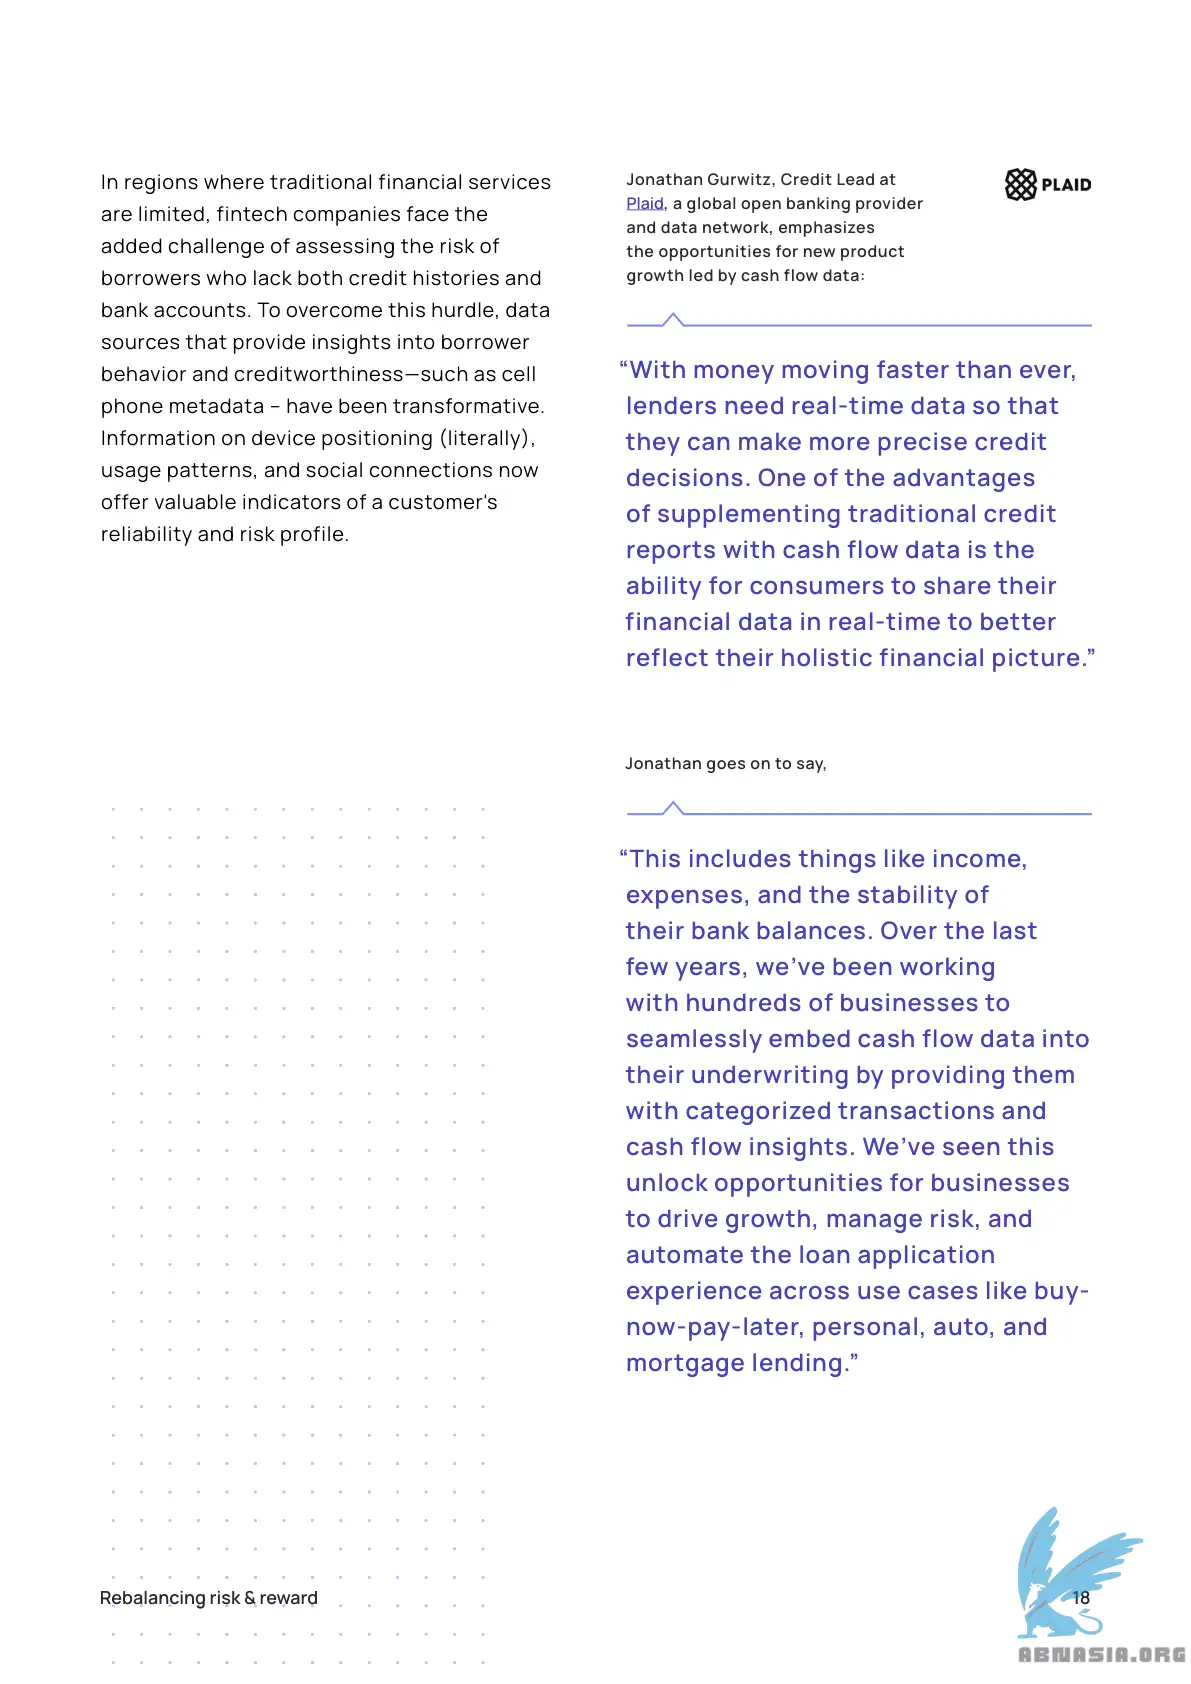 In regions where traditional financial services
are limited, fintech companies face the
added challenge of assessing the risk of
borrowers who lack both credit histories and
bank accounts. To overcome this hurdle, data
sources that provide insights into borrower
behavior and creditworthiness—such as cell
phone metadata – have been transformative.
Information on device positioning (literally),
usage patterns, and social connections now
offer valuable indicators of a customer's
reliability and risk profile.
Jonathan Gurwitz, Credit Lead at
Plaid, a global open banking provider
and data network, emphasizes
the opportunities for new product
growth led by cash flow data:
PLAID
“With money moving faster than ever,
lenders need real-time data so that
they can make more precise credit
decisions. One of the advantages
of supplementing traditional credit
reports with cash flow data is the
ability for consumers to share their
financial data in real-time to better
reflect their holistic financial picture.”
Jonathan goes on to say,
“This includes things like income,
expenses, and the stability of
their bank balances. Over the last
few years, we’ve been working
with hundreds of businesses to
seamlessly embed cash flow data into
their underwriting by providing them
with categorized transactions and
cash flow insights. We’ve seen this
unlock opportunities for businesses
to drive growth, manage risk, and
automate the loan application
experience across use cases like buy-
now-pay-later, personal, auto, and
mortgage lending.”
Rebalancing risk & reward
18
ABNASIA.ORG